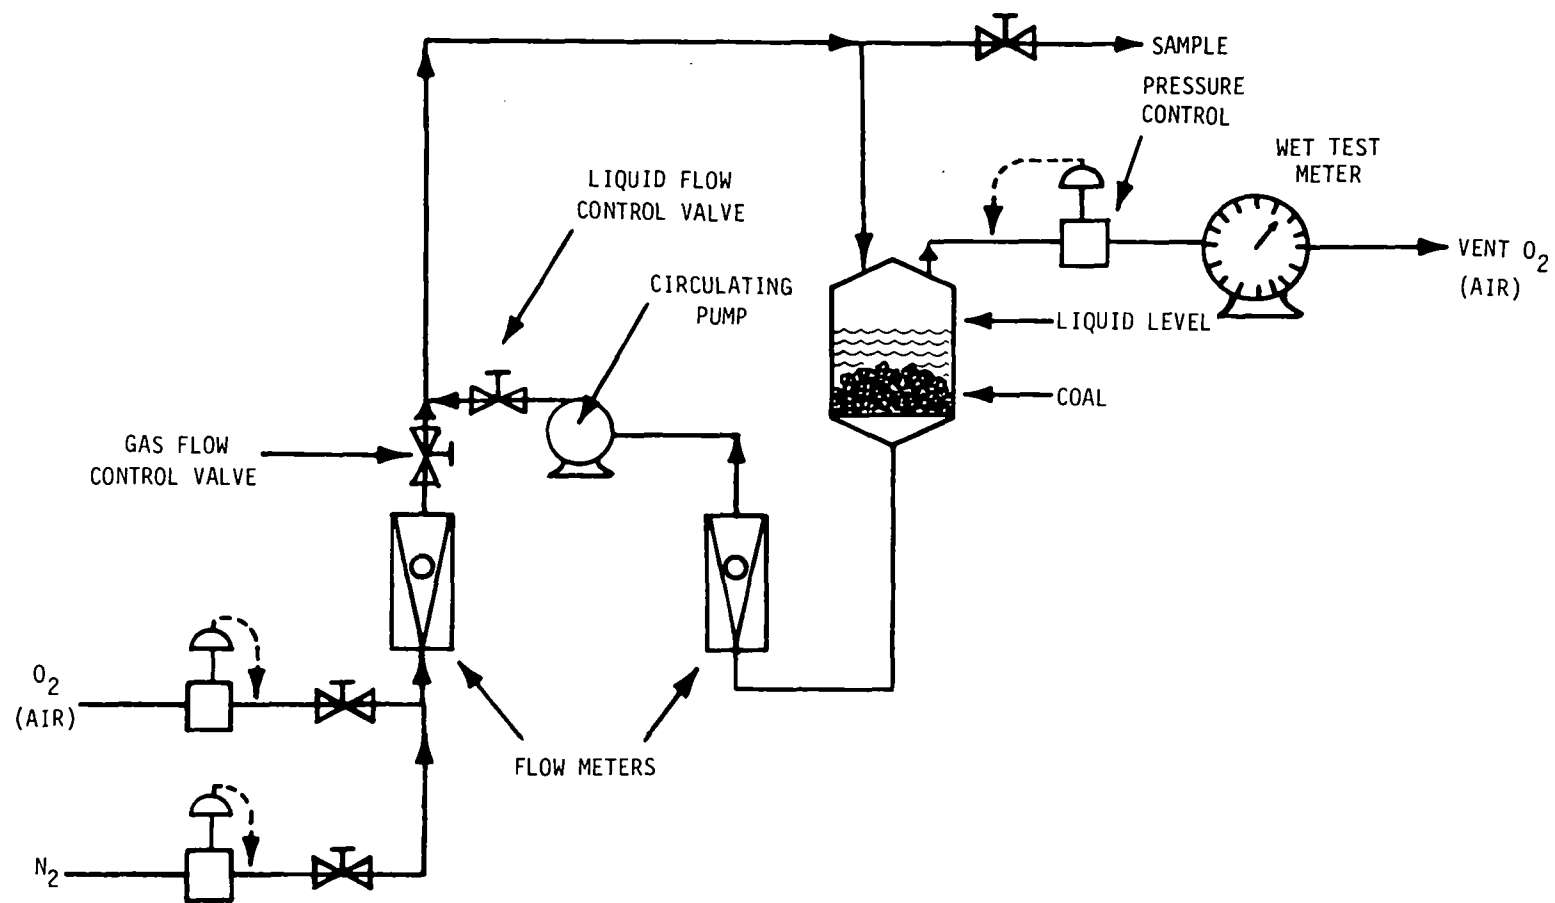 SAMPLE
PRESSURE
CONTROL
WET TEST
METER
LIQUID FLOW
CONTROL VALVE
VENT O2
(AIR)
CIRCULATING
PUMP
LIQUID LEVEL
COAL
GAS FLOW
CONTROL VALVE
O2
(AIR)
FLOW METERS
N2